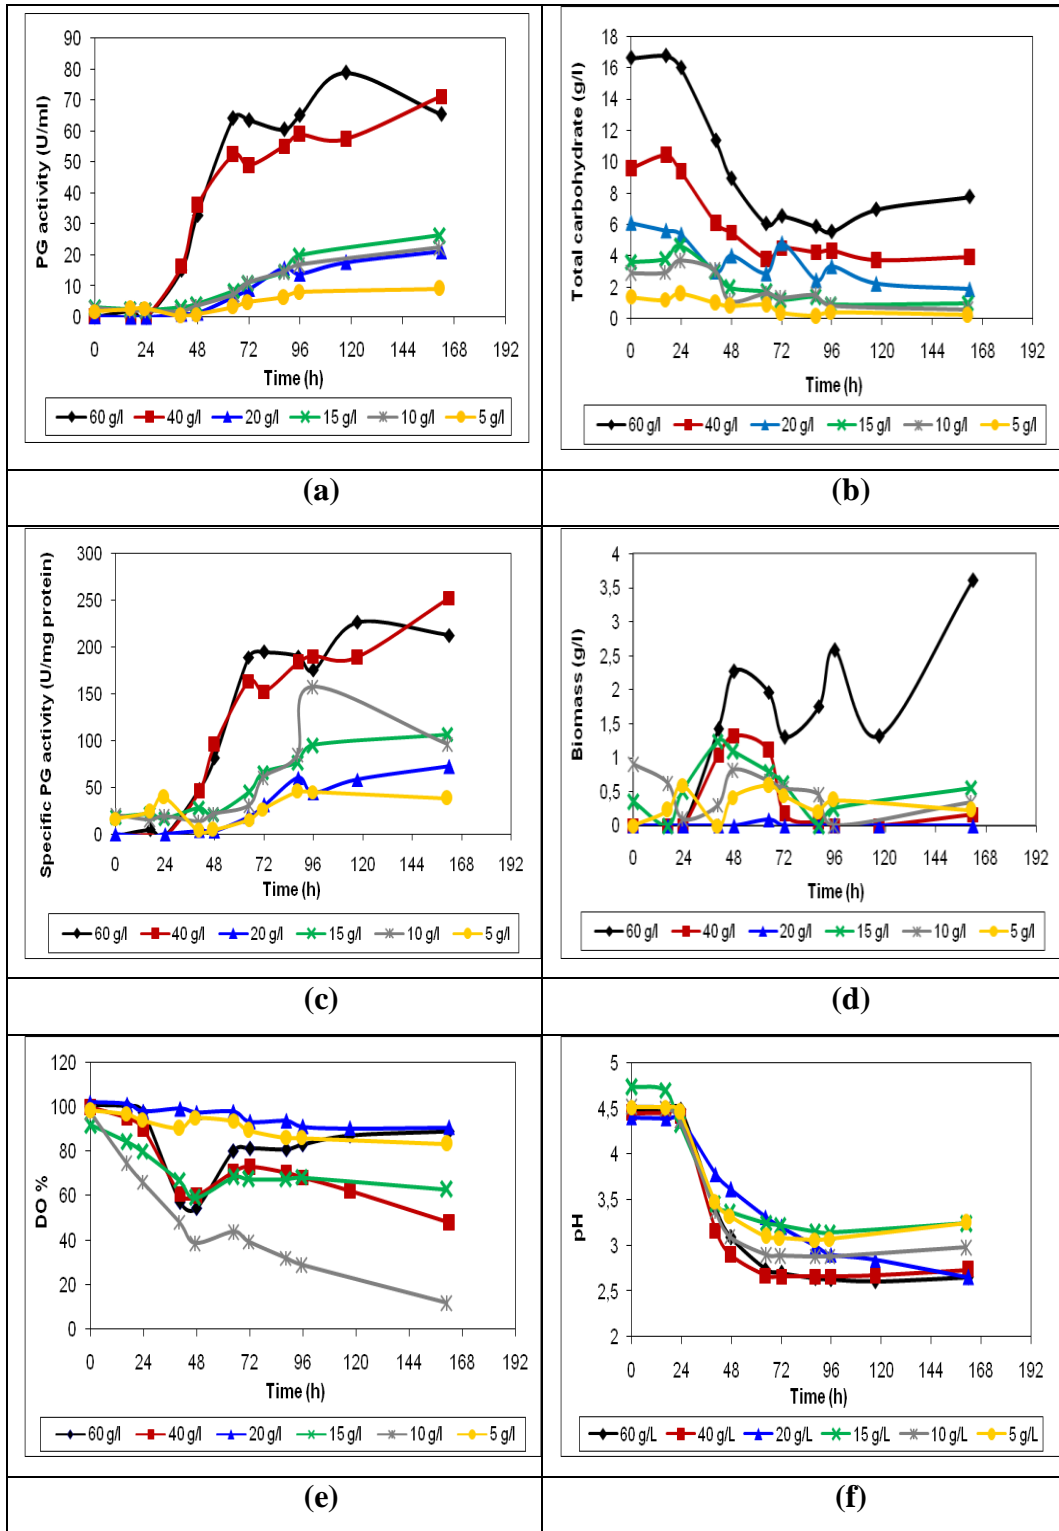 PG activity (U/ml)
90
80
70
60
50
40
30
20
10
0
0 24 48 72 96 120 144 168 192
Time (h)
60 g/l 40 g/l 20 g/l 15 g/l 10 g/l 5 g/l
(a)
Total carbohydrate (g/l)
18
16
14
12
10
8
6
4
2
0
0 24 48 72 96 120 144 168 192
Time (h)
60 g/l 40 g/l 20 g/l 15 g/l 10 g/l 5 g/l
(b)
Specific PG activity (U/mg protein)
300
250
200
150
100
50
0
0 24 48 72 96 120 144 168 192
Time (h)
60 g/l 40 g/l 20 g/l 15 g/l 10 g/l 5 g/l
(c)
Biomass (g/l)
4
3,5
3
2,5
2
1,5
1
0,5
0
0 24 48 72 96 120 144 168 192
Time (h)
60 g/l 40 g/l 20 g/l 15 g/l 10 g/l 5 g/l
(d)
DO %
120
100
80
60
40
20
0
0 24 48 72 96 120 144 168 192
Time (h)
60 g/l 40 g/l 20 g/l 15 g/l 10 g/l 5 g/l
(e)
pH
5
4,5
4
3,5
3
2,5
2
0 24 48 72 96 120 144 168 192
Time (h)
60 g/L 40 g/L 20 g/L 15 g/L 10 g/L 5 g/L
(f)